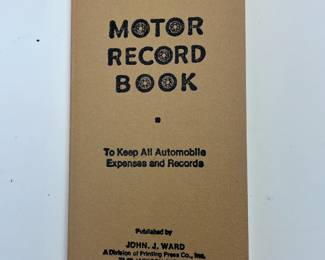 MOTOR
RECORD
BOOK
To Keep All Automobile
Expenses and Records
Published by
JOHN. J. WARD
A Division of Printing Press Co., Inc.